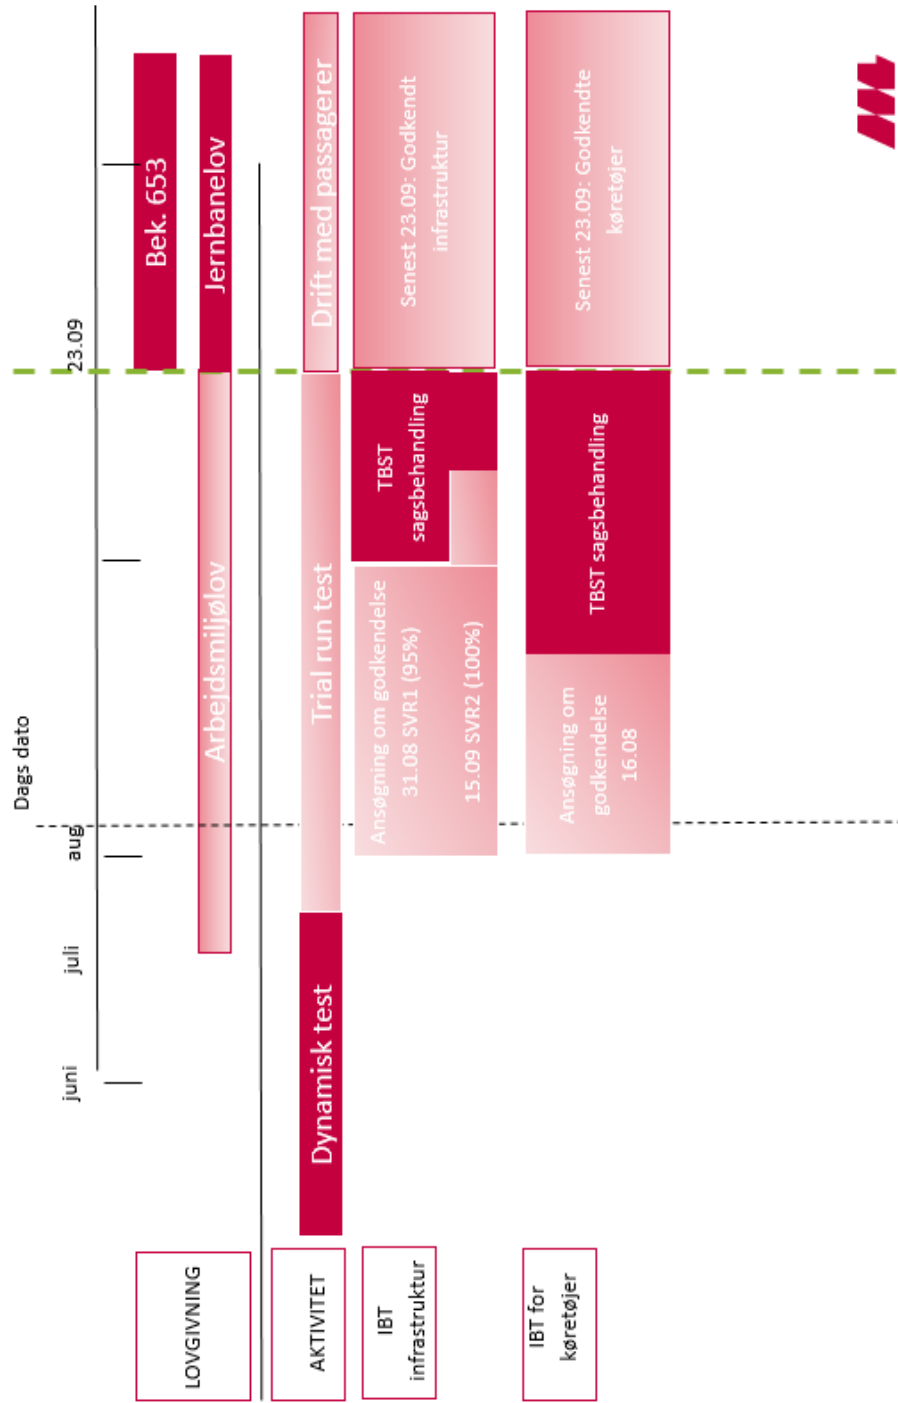 Dags dato
juni
juli
aug
23.09
LOVGIVNING
Bek. 653
Arbejdsmiljølov
Jernbanelov
AKTIVITET
Dynamisk test
Trial run test
Drift med passagerer
IBT
infrastruktur
Ansøgning om godkendelse
31.08 SVR1 (95%)
15.09 SVR2 (100%)
TBST
sagsbehandling
Senest 23.09: Godkendt
infrastruktur
IBT for
køretøjer
Ansøgning om
godkendelse
16.08
TBST sagsbehandling
Senest 23.09: Godkendte
køretøjer